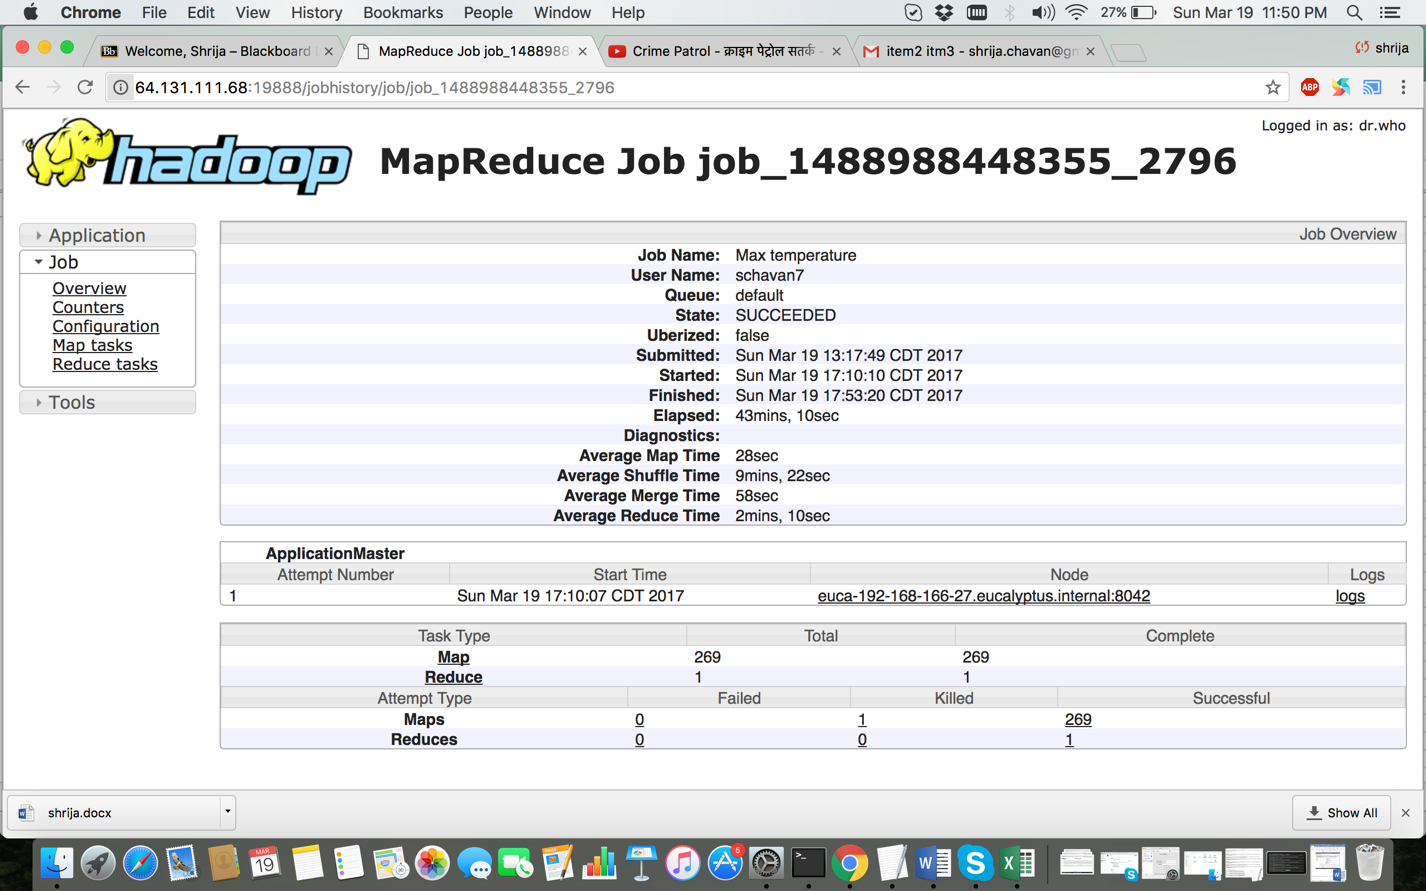 Chrome File Edit View History Bookmarks People Window Help 27% Sun Mar 19 11:50 PM
Welcome, Shrija – Blackboard MapReduce Job job_1488988 Crime Patrol - क्राइम पेट्रोल सतर्क - item2 itm3 - shrija.chavan@gm shrija
64.131.111.68:19888/jobhistory/job/job_1488988448355_2796 ABP
Logged in as: dr.who
hadoop MapReduce Job job_1488988448355_2796
Application
Job
Overview
Counters
Configuration
Map tasks
Reduce tasks
Tools
Job Overview
Job Name: Max temperature
User Name: schavan7
Queue: default
State: SUCCEEDED
Uberized: false
Submitted: Sun Mar 19 13:17:49 CDT 2017
Started: Sun Mar 19 17:10:10 CDT 2017
Finished: Sun Mar 19 17:53:20 CDT 2017
Elapsed: 43mins, 10sec
Diagnostics:
Average Map Time 28sec
Average Shuffle Time 9mins, 22sec
Average Merge Time 58sec
Average Reduce Time 2mins, 10sec
ApplicationMaster
Attempt Number Start Time Node Logs
1 Sun Mar 19 17:10:07 CDT 2017 euca-192-168-166-27.eucalyptus.internal:8042 logs
Task Type Total Complete
Map 269 269
Reduce 1 1
Attempt Type Failed Killed Successful
Maps 0 1 269
Reduces 0 0 1
shrija.docx Show All
MAR
19